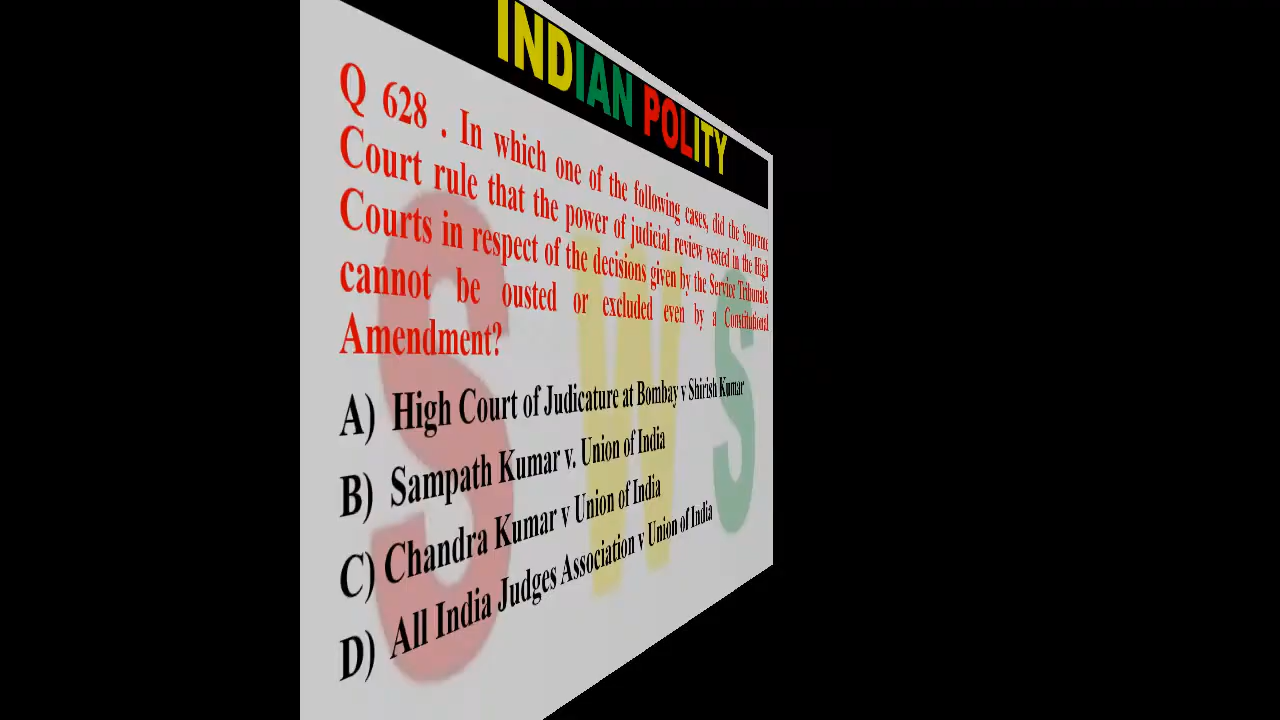 INDIAN POLITY
Q 628 . In which one of the following cases, did the Supreme
Court rule that the power of judicial review vested in the High
Courts in respect of the decisions given by the Service Tribunals
cannot be ousted or excluded even by a Constitutional
Amendment?
A) High Court of Judicature at Bombay v Shirish Kumar
B) Sampath Kumar v. Union of India
C) Chandra Kumar v Union of India
D) All India Judges Association v Union of India
SWS